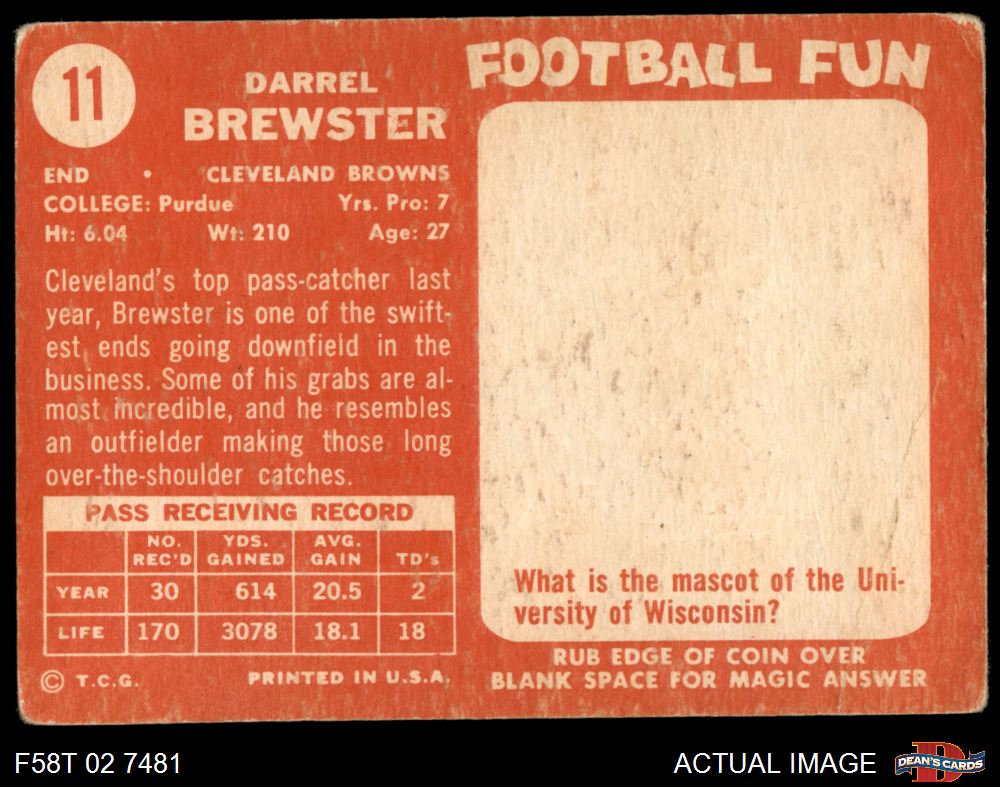 11
DARREL
BREWSTER
END • CLEVELAND BROWNS
COLLEGE: Purdue Yrs. Pro: 7
Ht: 6.04 Wt: 210 Age: 27
Cleveland's top pass-catcher last
year, Brewster is one of the swift-
est ends going downfield in the
business. Some of his grabs are al-
most incredible, and he resembles
an outfielder making those long
over-the-shoulder catches.
PASS RECEIVING RECORD
NO. REC'D YDS. GAINED AVG. GAIN TD's
YEAR 30 614 20.5 2
LIFE 170 3078 18.1 18
© T.C.G. PRINTED IN U.S.A.
FOOTBALL FUN
What is the mascot of the Uni-
versity of Wisconsin?
RUB EDGE OF COIN OVER
BLANK SPACE FOR MAGIC ANSWER
F58T 02 7481
ACTUAL IMAGE
D
DEAN'S CARDS